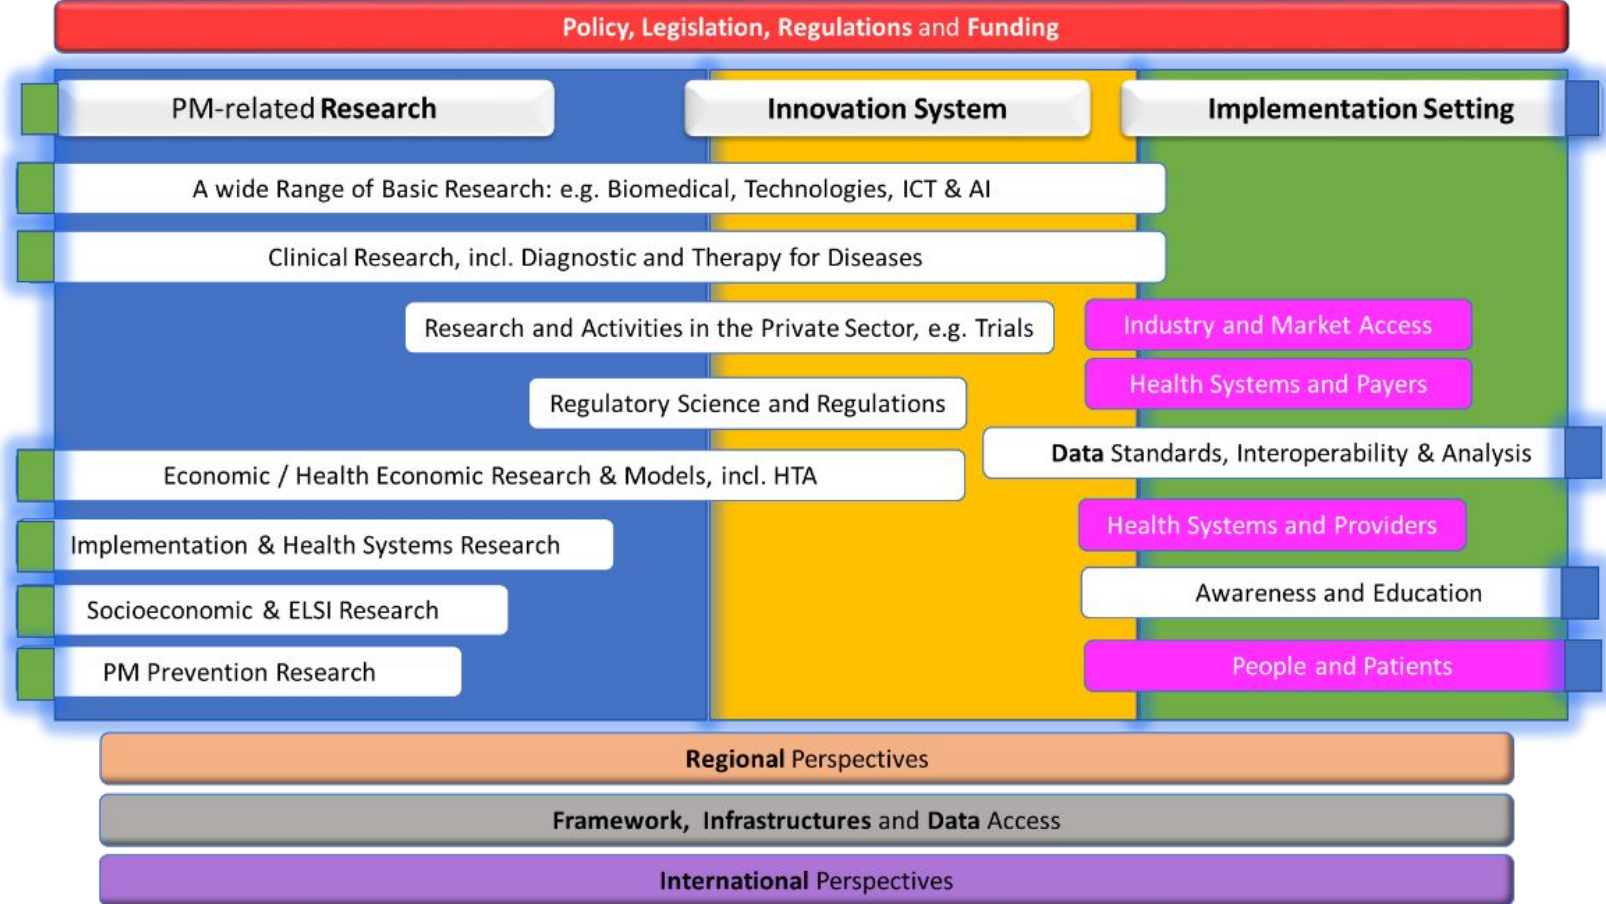 Policy, Legislation, Regulations and Funding
PM-related Research
Innovation System
Implementation Setting
A wide Range of Basic Research: e.g. Biomedical, Technologies, ICT & AI
Clinical Research, incl. Diagnostic and Therapy for Diseases
Research and Activities in the Private Sector, e.g. Trials
Industry and Market Access
Health Systems and Payers
Regulatory Science and Regulations
Data Standards, Interoperability & Analysis
Economic / Health Economic Research & Models, incl. HTA
Health Systems and Providers
Implementation & Health Systems Research
Awareness and Education
Socioeconomic & ELSI Research
People and Patients
PM Prevention Research
Regional Perspectives
Framework, Infrastructures and Data Access
International Perspectives